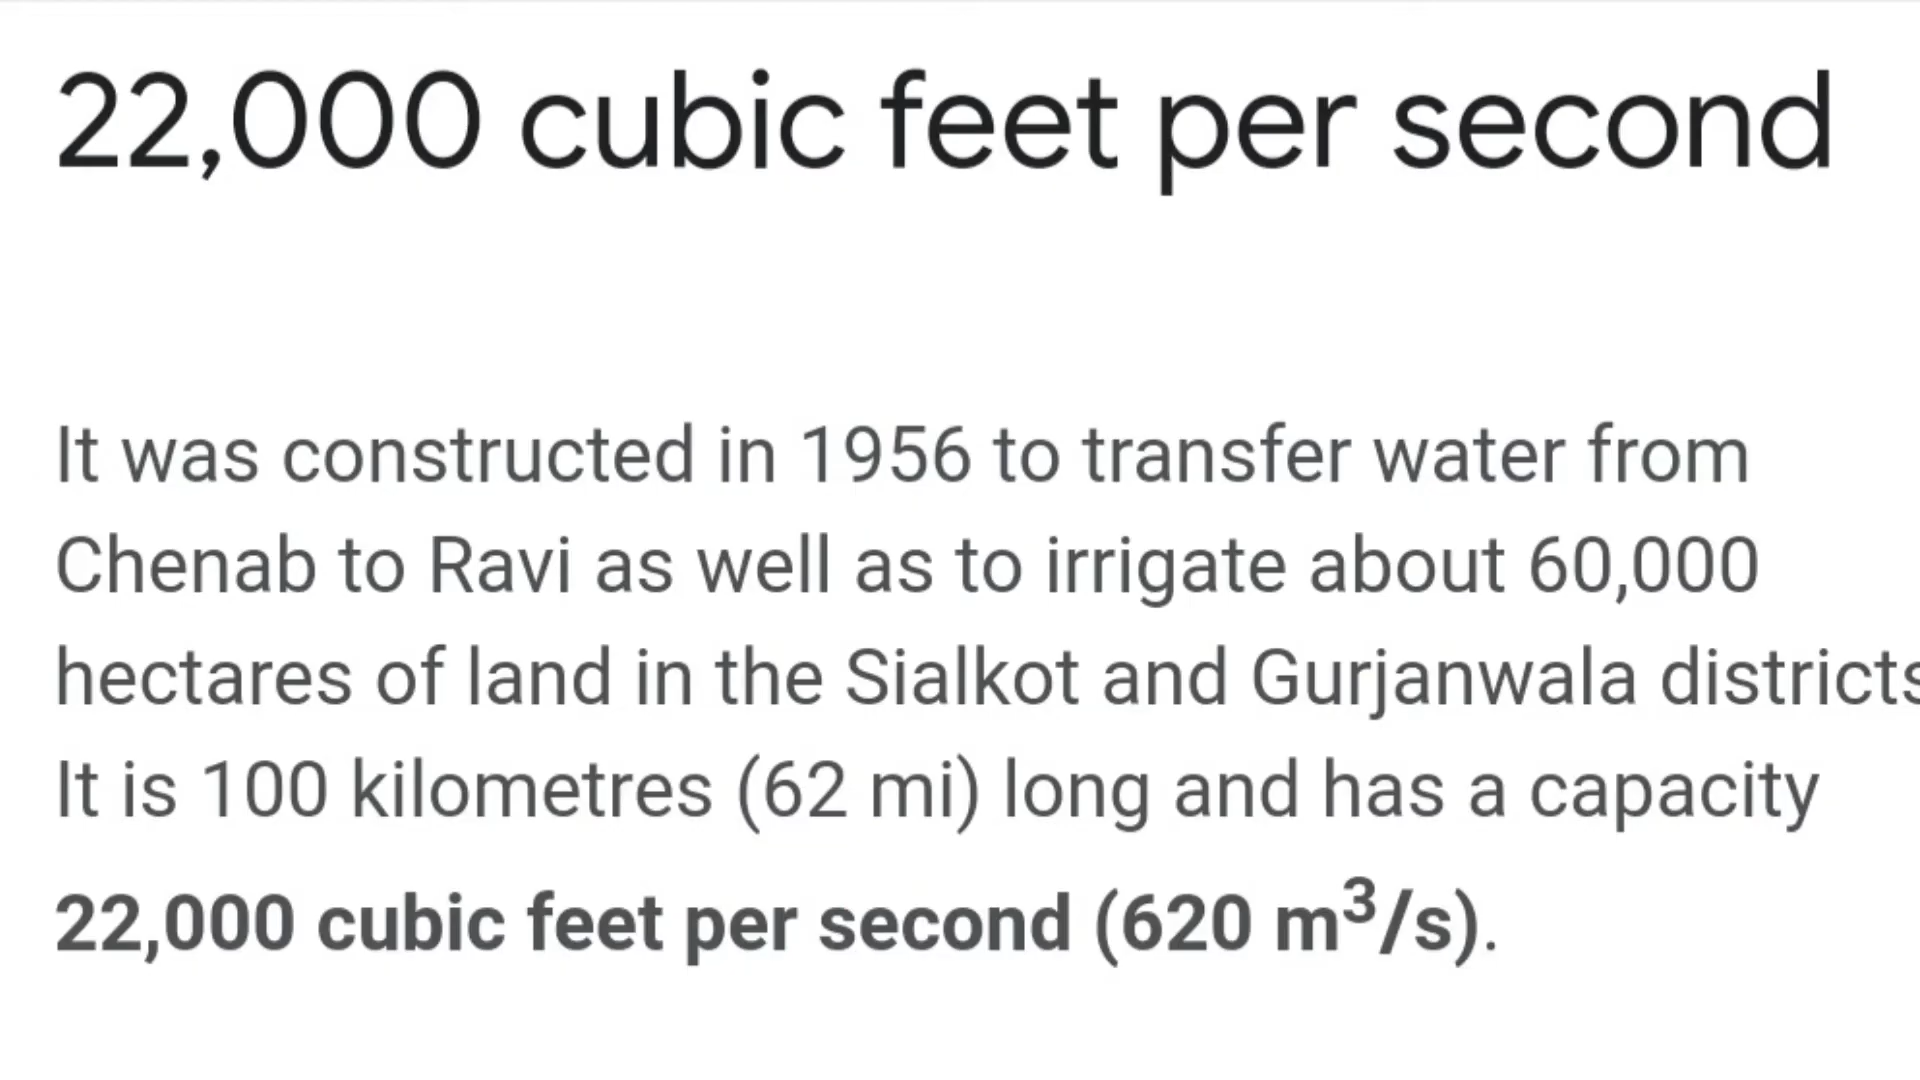 22,000 cubic feet per second
It was constructed in 1956 to transfer water from
Chenab to Ravi as well as to irrigate about 60,000
hectares of land in the Sialkot and Gurjanwala districts
It is 100 kilometres (62 mi) long and has a capacity
22,000 cubic feet per second (620 m³/s).